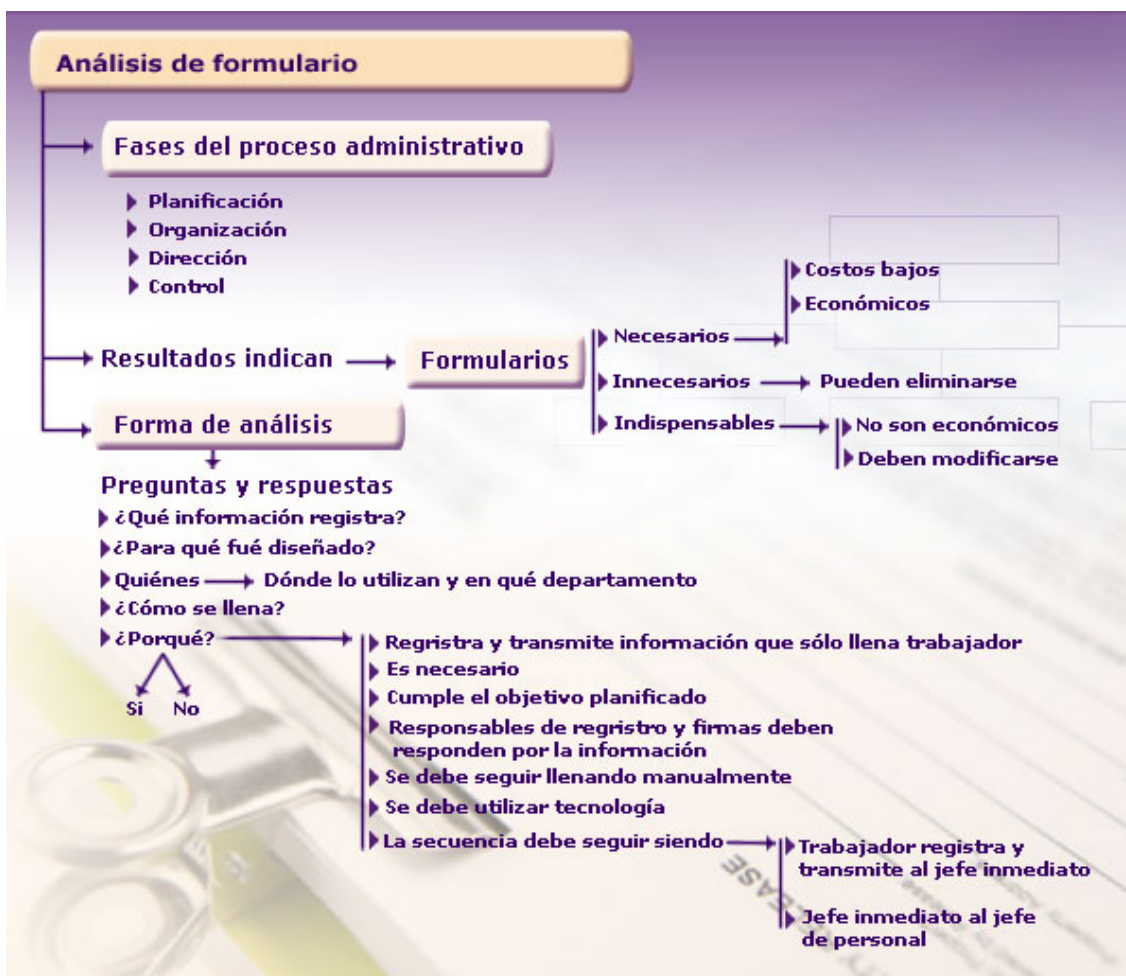 Análisis de formulario
Fases del proceso administrativo
Planificación
Organización
Dirección
Control
Resultados indican
Formularios
Necesarios
Costos bajos
Económicos
Innecesarios
Pueden eliminarse
Indispensables
No son económicos
Deben modificarse
Forma de análisis
Preguntas y respuestas
¿Qué información registra?
¿Para qué fué diseñado?
Quiénes
Dónde lo utilizan y en qué departamento
¿Cómo se llena?
¿Porqué?
Si
No
Regristra y transmite información que sólo llena trabajador
Es necesario
Cumple el objetivo planificado
Responsables de regristro y firmas deben
responden por la información
Se debe seguir llenando manualmente
Se debe utilizar tecnología
La secuencia debe seguir siendo
Trabajador registra y
transmite al jefe inmediato
Jefe inmediato al jefe
de personal